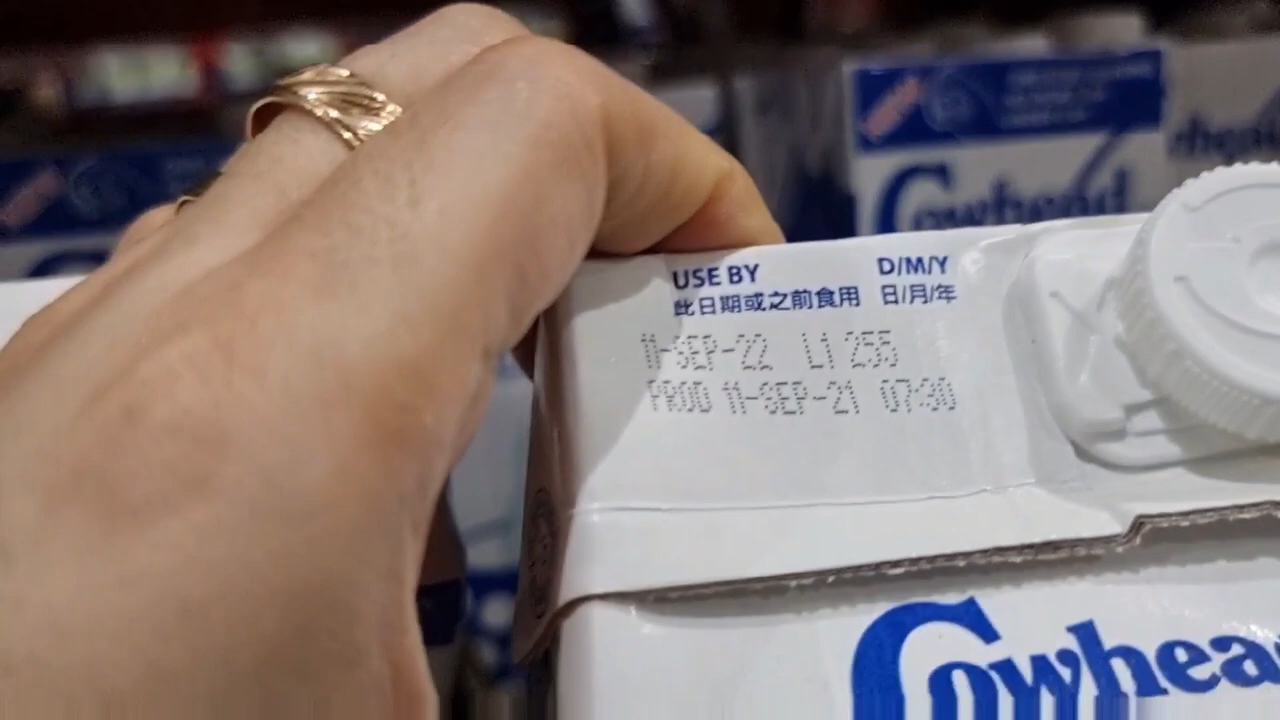 Cowhead
USE BY D/M/Y
此日期或之前食用 日/月/年
11-SEP-22 L1 255
PROD 11-SEP-21 07:30
Cowhea